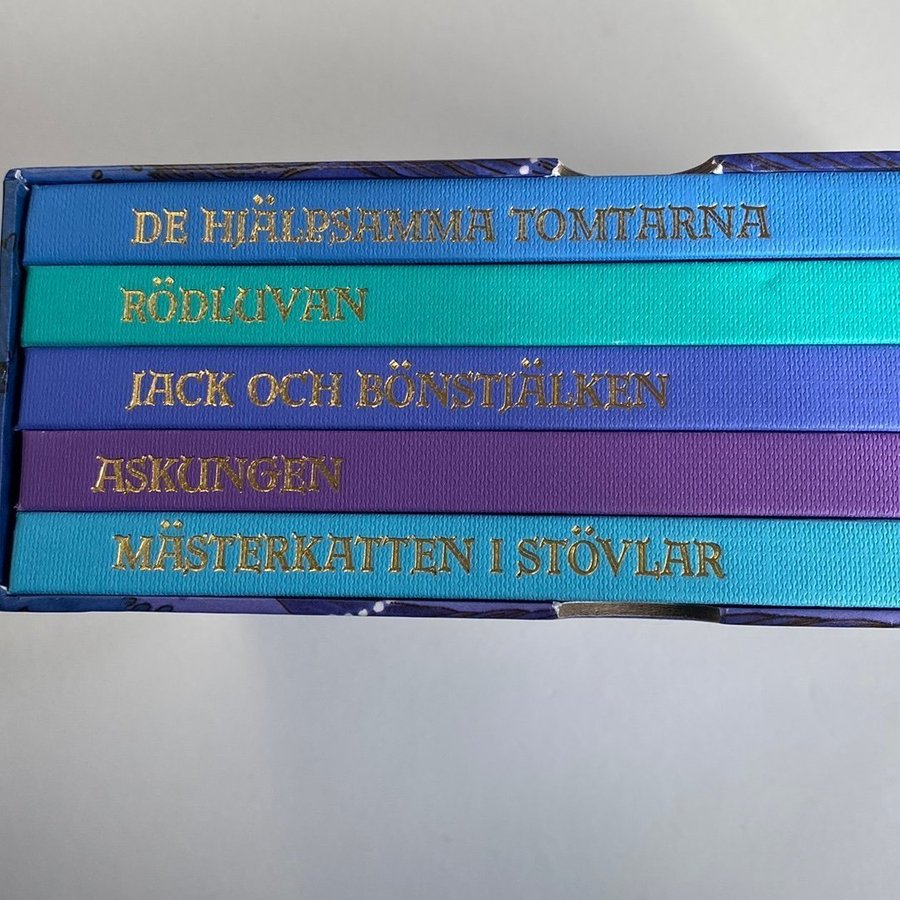 DE HJÄLPSAMMA TOMTARNA
RÖDLUVAN
JACK OCH BÖNSTJÄLKEN
ASKUNGEN
MÄSTERKATTEN I STÖVLAR